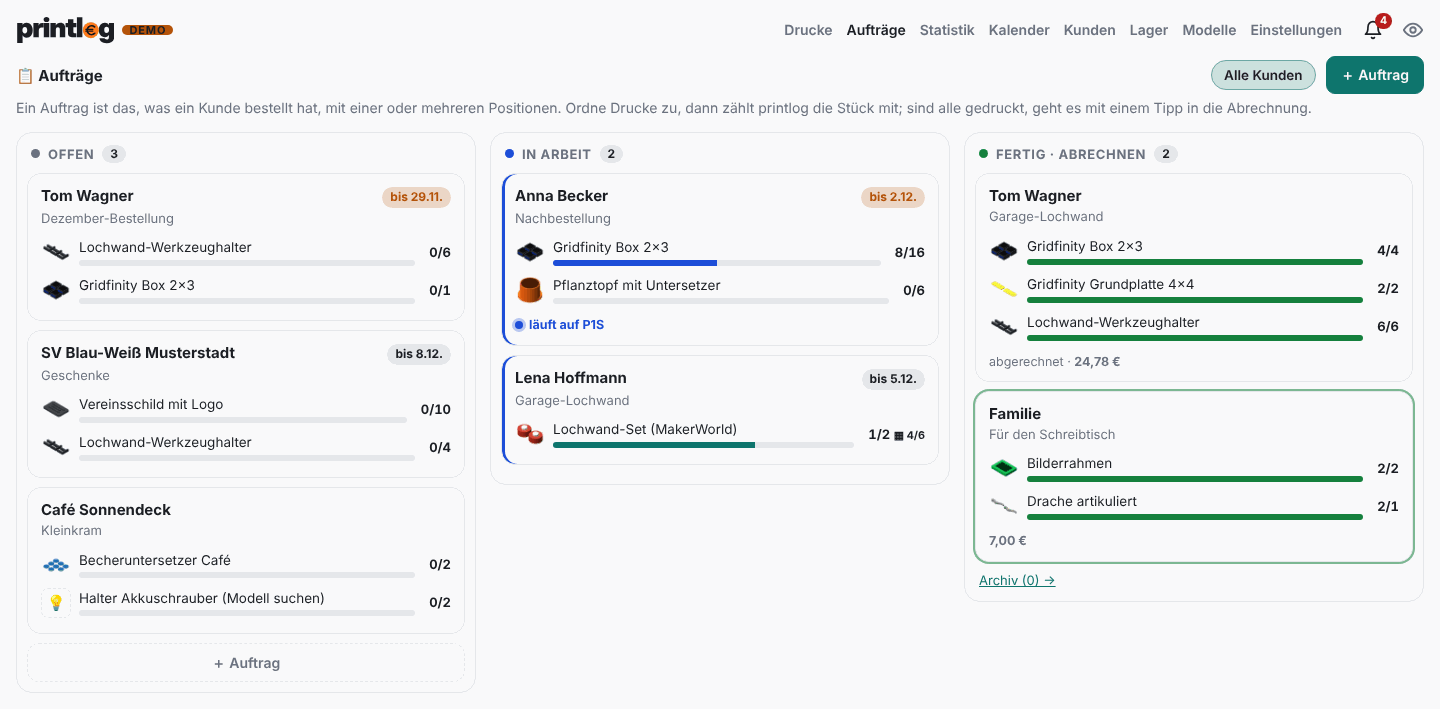 printl€g DEMO
Drucke Aufträge Statistik Kalender Kunden Lager Modelle Einstellungen 4
📋 Aufträge
Alle Kunden
+ Auftrag
Ein Auftrag ist das, was ein Kunde bestellt hat, mit einer oder mehreren Positionen. Ordne Drucke zu, dann zählt printlog die Stück mit; sind alle gedruckt, geht es mit einem Tipp in die Abrechnung.
OFFEN 3
Tom Wagner bis 29.11.
Dezember-Bestellung
Lochwand-Werkzeughalter 0/6
Gridfinity Box 2×3 0/1
SV Blau-Weiß Musterstadt bis 8.12.
Geschenke
Vereinsschild mit Logo 0/10
Lochwand-Werkzeughalter 0/4
Café Sonnendeck
Kleinkram
Becheruntersetzer Café 0/2
Halter Akkuschrauber (Modell suchen) 0/2
+ Auftrag
IN ARBEIT 2
Anna Becker bis 2.12.
Nachbestellung
Gridfinity Box 2×3 8/16
Pflanztopf mit Untersetzer 0/6
läuft auf P1S
Lena Hoffmann bis 5.12.
Garage-Lochwand
Lochwand-Set (MakerWorld) 1/2 ▦ 4/6
FERTIG · ABRECHNEN 2
Tom Wagner
Garage-Lochwand
Gridfinity Box 2×3 4/4
Gridfinity Grundplatte 4×4 2/2
Lochwand-Werkzeughalter 6/6
abgerechnet · 24,78 €
Familie
Für den Schreibtisch
Bilderrahmen 2/2
Drache artikuliert 2/1
7,00 €
Archiv (0) →